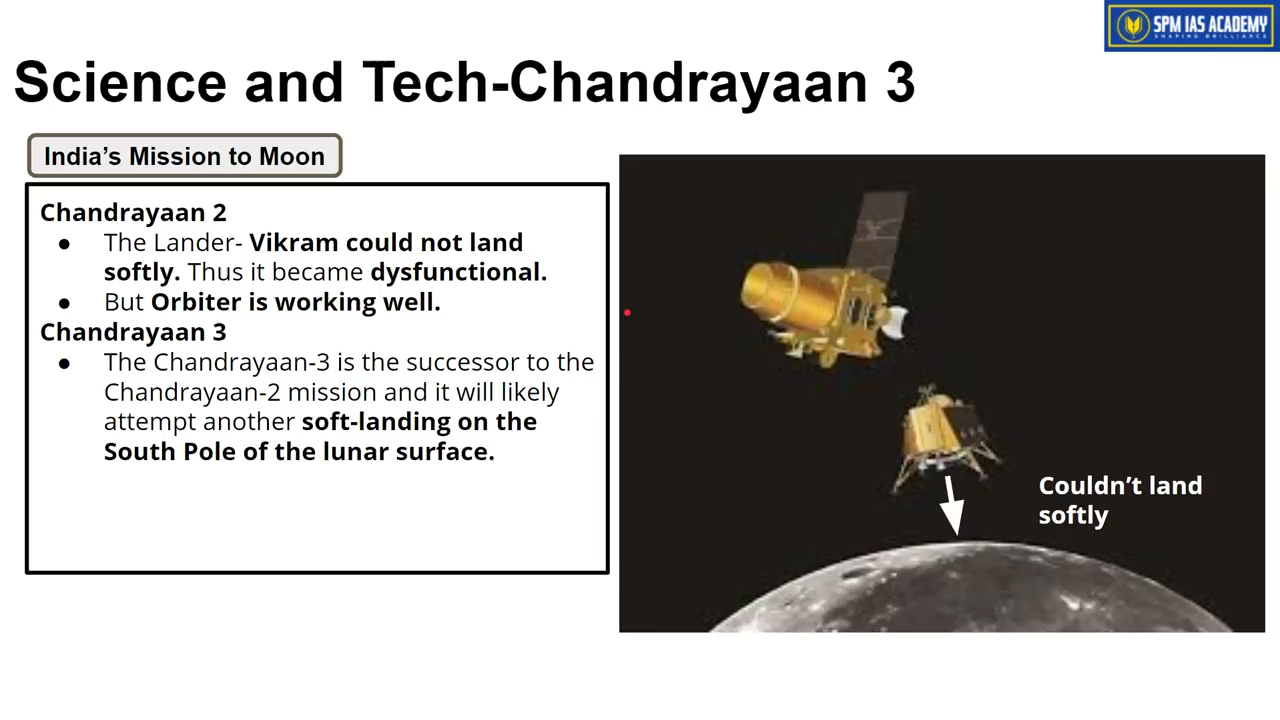 SPM IAS ACADEMY
SHAPING BRILLIANCE
Science and Tech-Chandrayaan 3
India’s Mission to Moon
Chandrayaan 2
● The Lander- Vikram could not land
softly. Thus it became dysfunctional.
● But Orbiter is working well.
Chandrayaan 3
● The Chandrayaan-3 is the successor to the
Chandrayaan-2 mission and it will likely
attempt another soft-landing on the
South Pole of the lunar surface.
Couldn’t land
softly